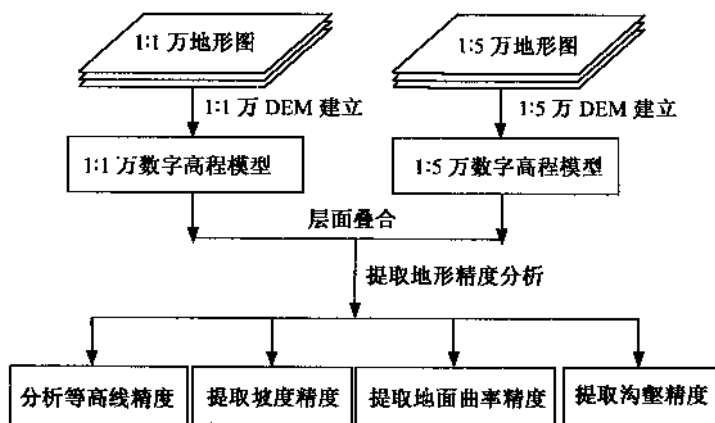 1:1 万地形图
1:5 万地形图
1:1 万 DEM 建立
1:5 万 DEM 建立
1:1 万数字高程模型
1:5 万数字高程模型
层面叠合
提取地形精度分析
分析等高线精度
提取坡度精度
提取地面曲率精度
提取沟壑精度